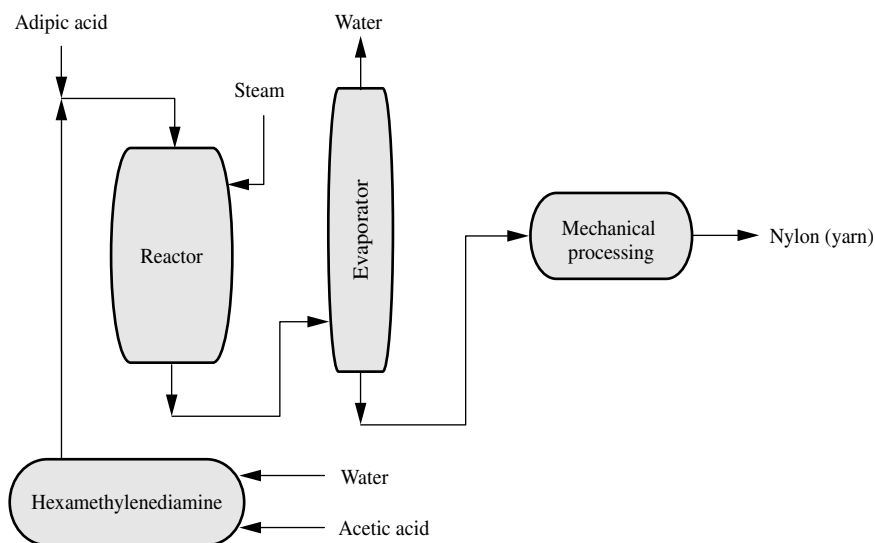 Adipic acid
Water
Steam
Evaporator
Mechanical
processing
Nylon (yarn)
Reactor
Water
Hexamethylenediamine
Acetic acid